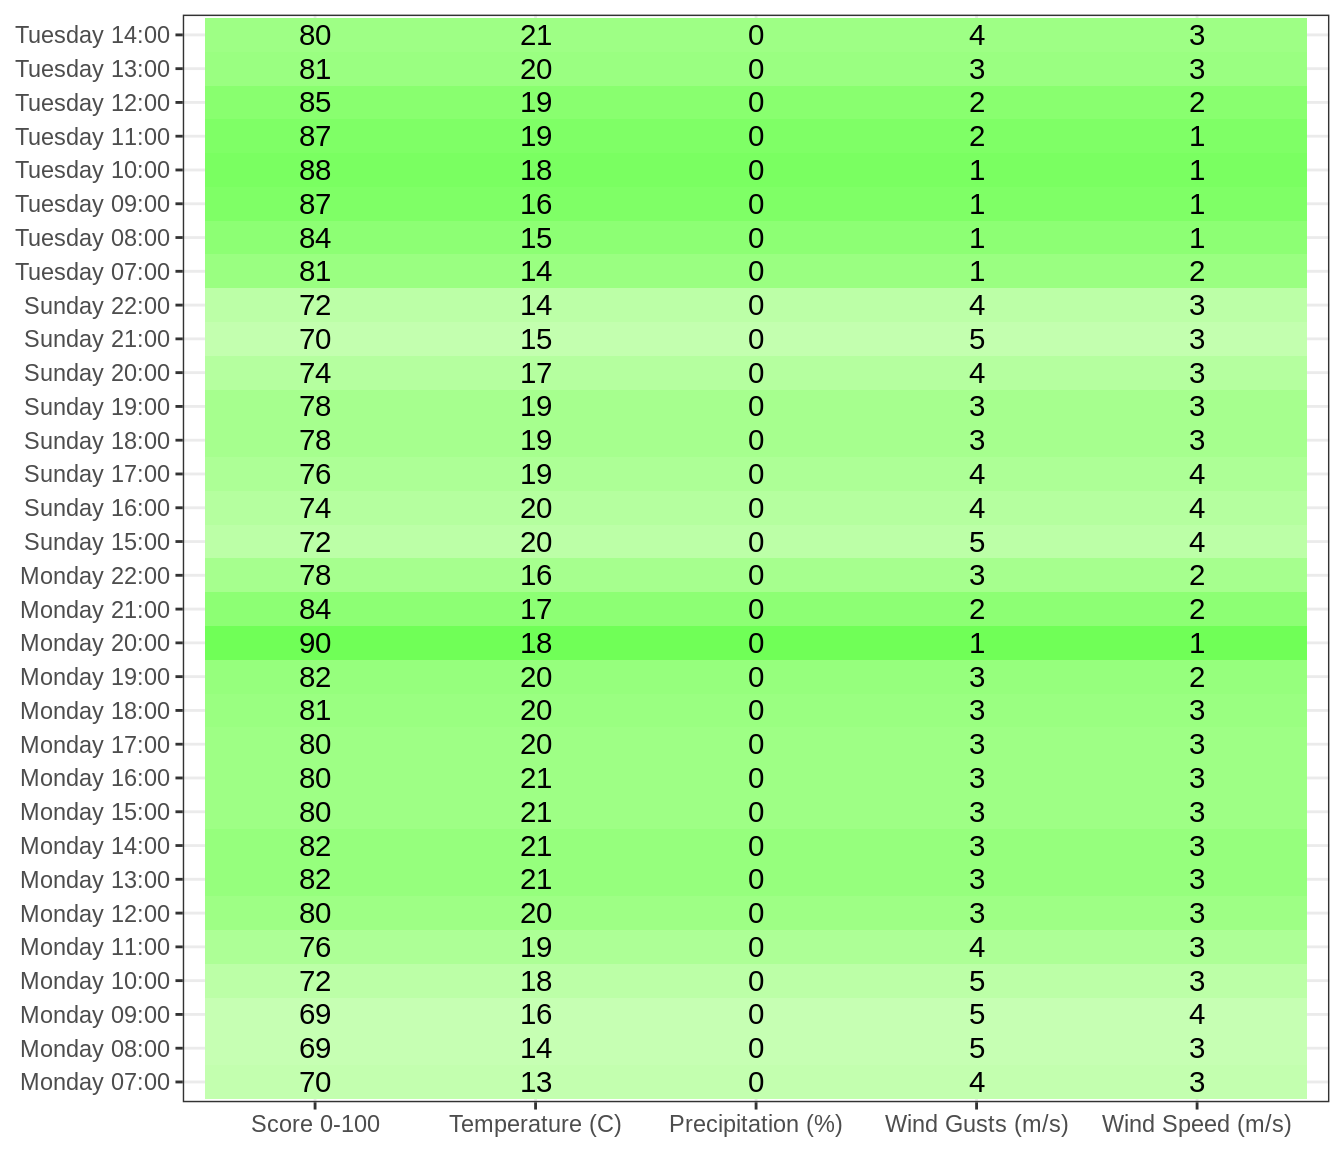 Tuesday 14:00 80 21 0 4 3
Tuesday 13:00 81 20 0 3 3
Tuesday 12:00 85 19 0 2 2
Tuesday 11:00 87 19 0 2 1
Tuesday 10:00 88 18 0 1 1
Tuesday 09:00 87 16 0 1 1
Tuesday 08:00 84 15 0 1 1
Tuesday 07:00 81 14 0 1 2
Sunday 22:00 72 14 0 4 3
Sunday 21:00 70 15 0 5 3
Sunday 20:00 74 17 0 4 3
Sunday 19:00 78 19 0 3 3
Sunday 18:00 78 19 0 3 3
Sunday 17:00 76 19 0 4 4
Sunday 16:00 74 20 0 4 4
Sunday 15:00 72 20 0 5 4
Monday 22:00 78 16 0 3 2
Monday 21:00 84 17 0 2 2
Monday 20:00 90 18 0 1 1
Monday 19:00 82 20 0 3 2
Monday 18:00 81 20 0 3 3
Monday 17:00 80 20 0 3 3
Monday 16:00 80 21 0 3 3
Monday 15:00 80 21 0 3 3
Monday 14:00 82 21 0 3 3
Monday 13:00 82 21 0 3 3
Monday 12:00 80 20 0 3 3
Monday 11:00 76 19 0 4 3
Monday 10:00 72 18 0 5 3
Monday 09:00 69 16 0 5 4
Monday 08:00 69 14 0 5 3
Monday 07:00 70 13 0 4 3
Score 0-100 Temperature (C) Precipitation (%) Wind Gusts (m/s) Wind Speed (m/s)